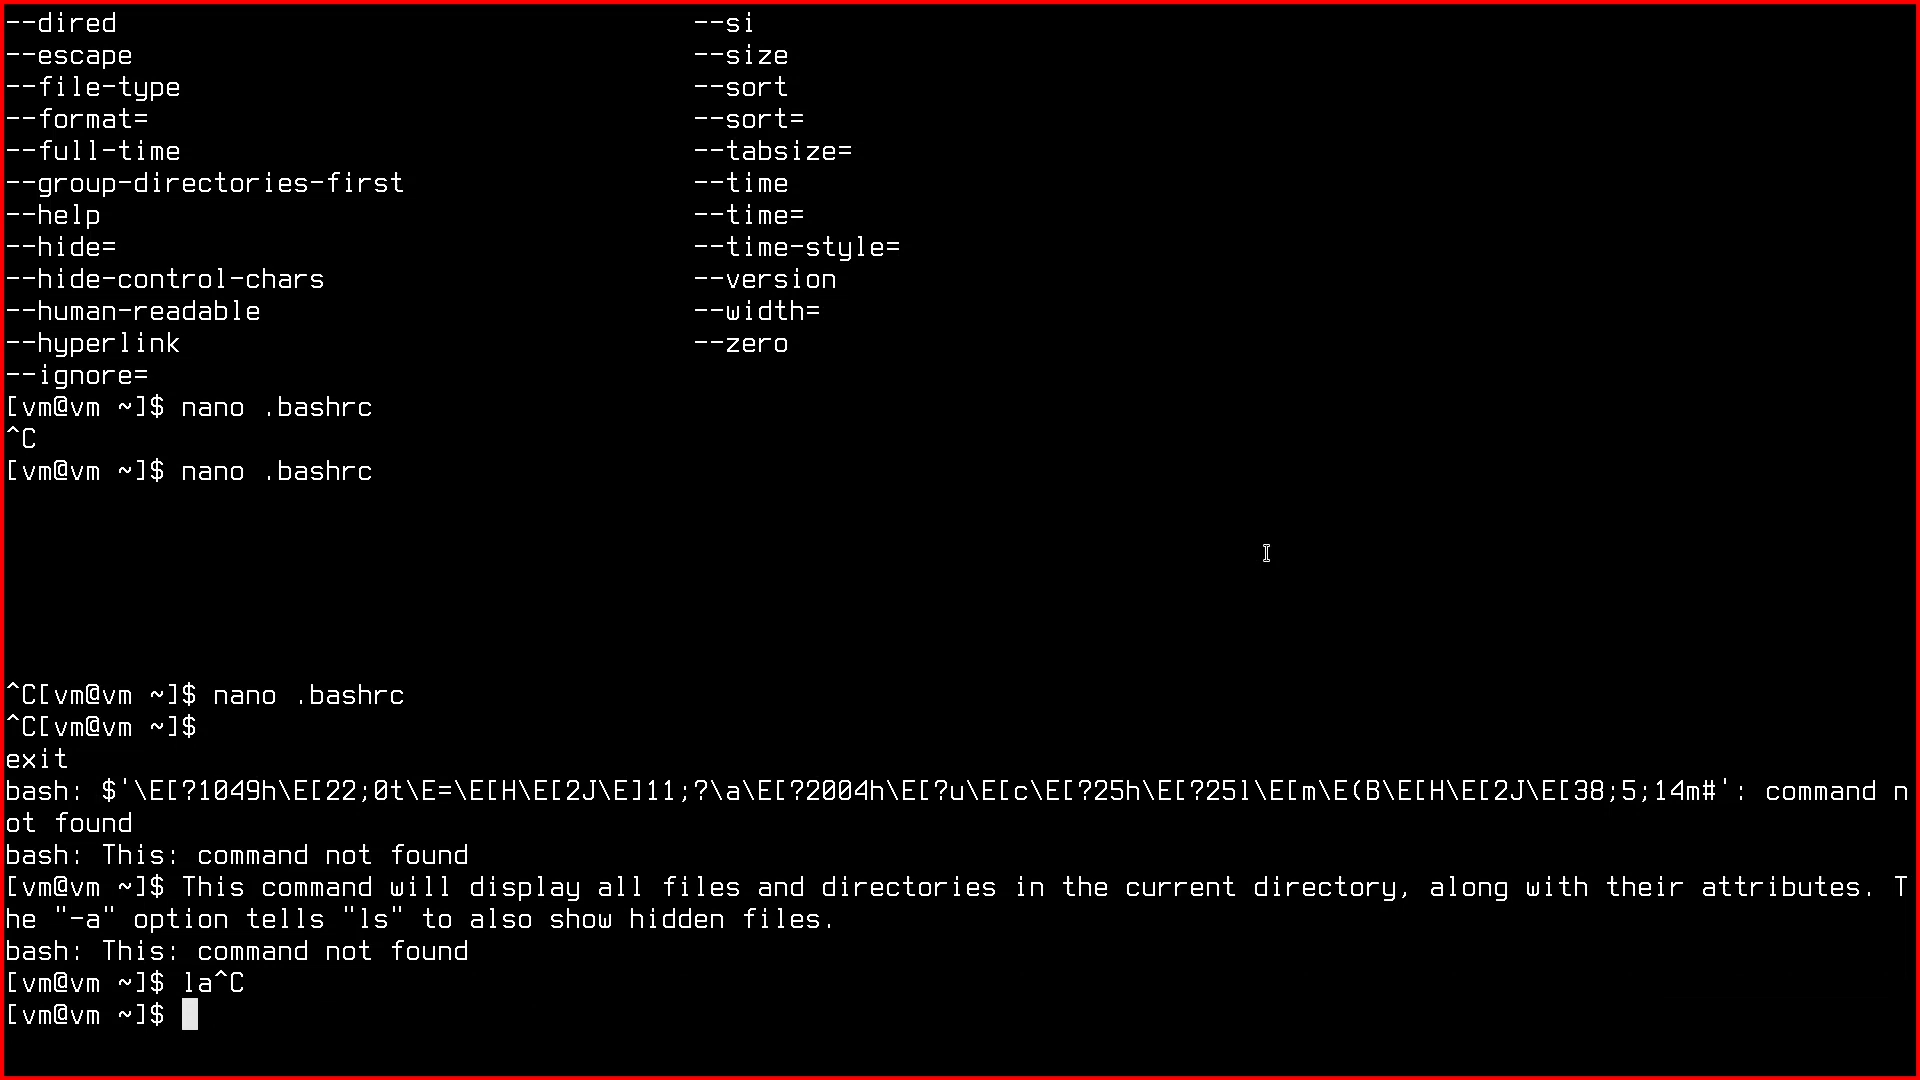 --dired --si
--escape --size
--file-type --sort
--format= --sort=
--full-time --tabsize=
--group-directories-first --time
--help --time=
--hide= --time-style=
--hide-control-chars --version
--human-readable --width=
--hyperlink --zero
--ignore=
[vm@vm ~]$ nano .bashrc
^C
[vm@vm ~]$ nano .bashrc
^C[vm@vm ~]$ nano .bashrc
^C[vm@vm ~]$
exit
bash: $'\E[?1049h\E[22;0t\E=\E[H\E[2J\E]11;?\a\E[?2004h\E[?u\E[c\E[?25h\E[?25l\E[m\E(B\E[H\E[2J\E[38;5;14m#': command n
ot found
bash: This: command not found
[vm@vm ~]$ This command will display all files and directories in the current directory, along with their attributes. T
he "-a" option tells "ls" to also show hidden files.
bash: This: command not found
[vm@vm ~]$ la^C
[vm@vm ~]$